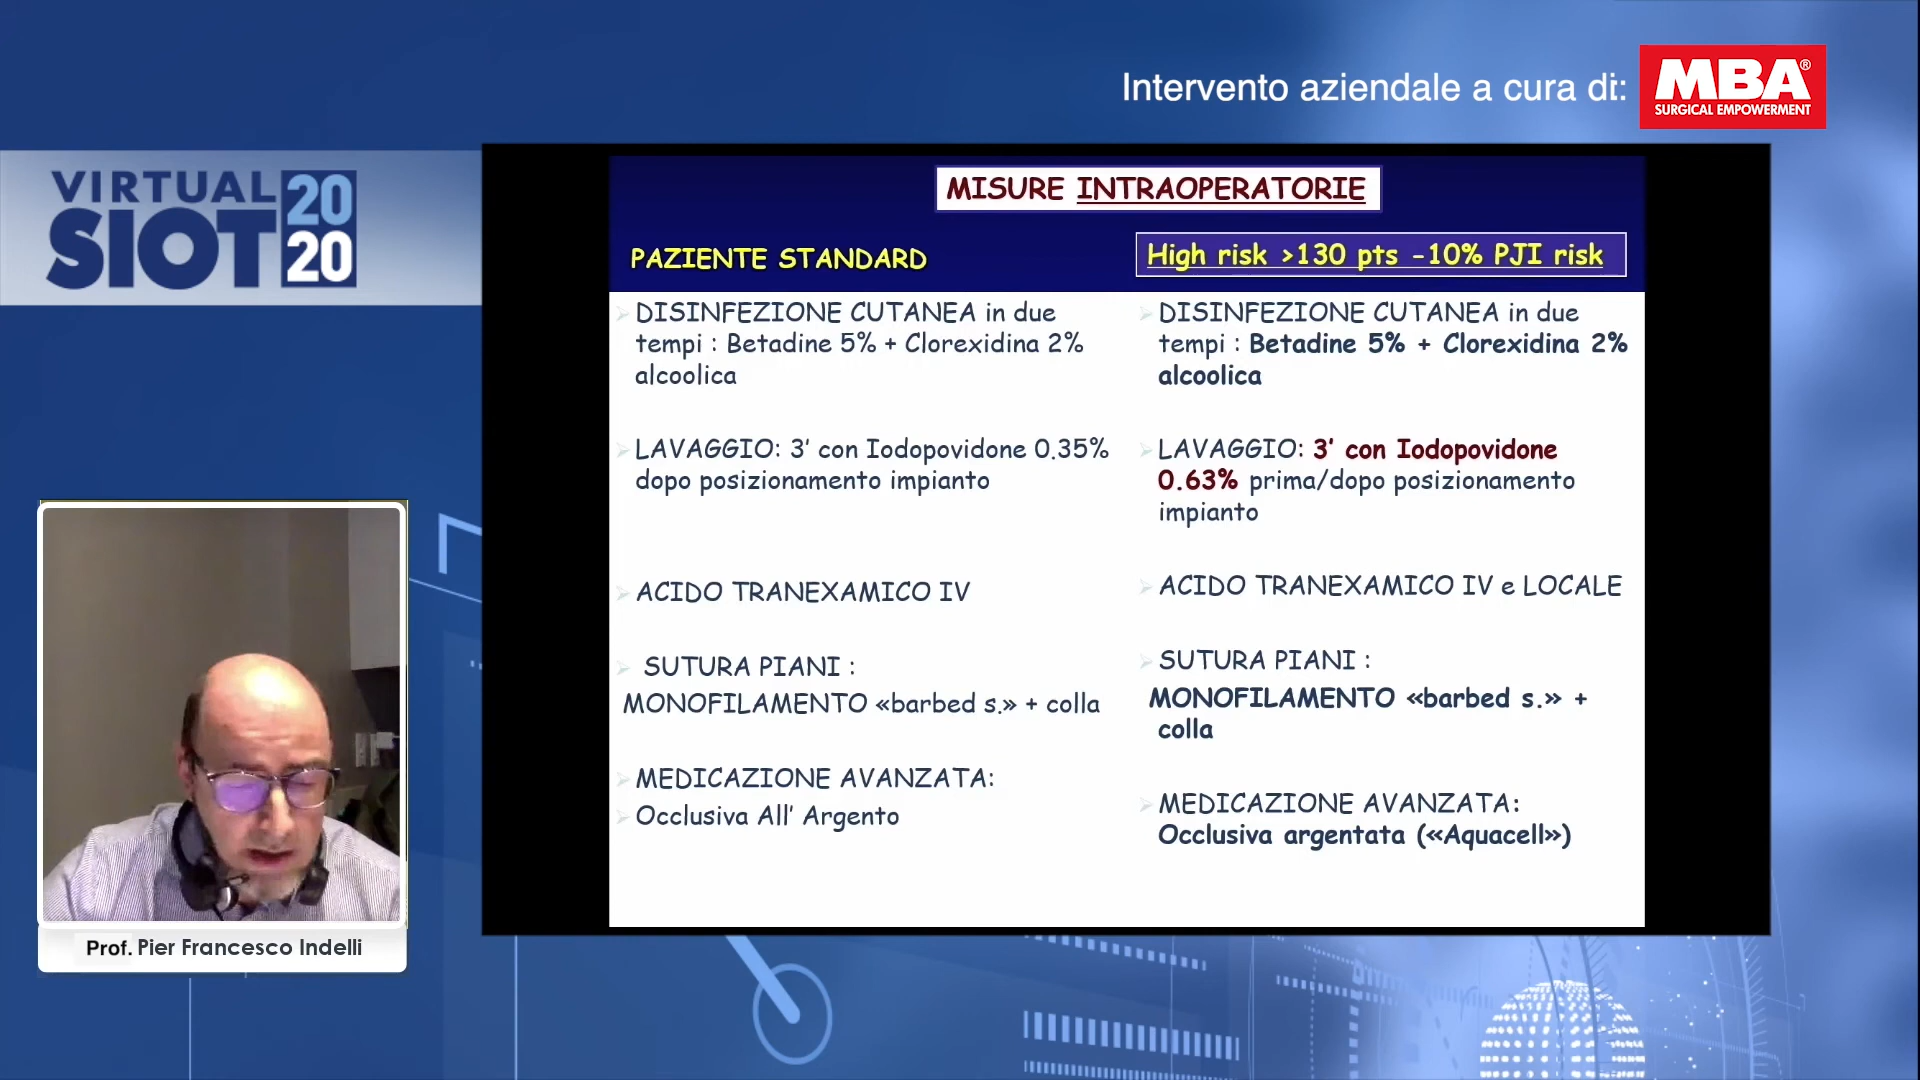 Intervento aziendale a cura di:
MBA®
SURGICAL EMPOWERMENT
VIRTUAL
SIOT
20
20
MISURE INTRAOPERATORIE
PAZIENTE STANDARD
High risk >130 pts -10% PJI risk
DISINFEZIONE CUTANEA in due
tempi : Betadine 5% + Clorexidina 2%
alcoolica
LAVAGGIO: 3' con Iodopovidone 0.35%
dopo posizionamento impianto
ACIDO TRANEXAMICO IV
SUTURA PIANI :
MONOFILAMENTO «barbed s.» + colla
MEDICAZIONE AVANZATA:
Occlusiva All' Argento
DISINFEZIONE CUTANEA in due
tempi : Betadine 5% + Clorexidina 2%
alcoolica
LAVAGGIO: 3' con Iodopovidone
0.63% prima/dopo posizionamento
impianto
ACIDO TRANEXAMICO IV e LOCALE
SUTURA PIANI :
MONOFILAMENTO «barbed s.» +
colla
MEDICAZIONE AVANZATA:
Occlusiva argentata («Aquacell»)
Prof. Pier Francesco Indelli